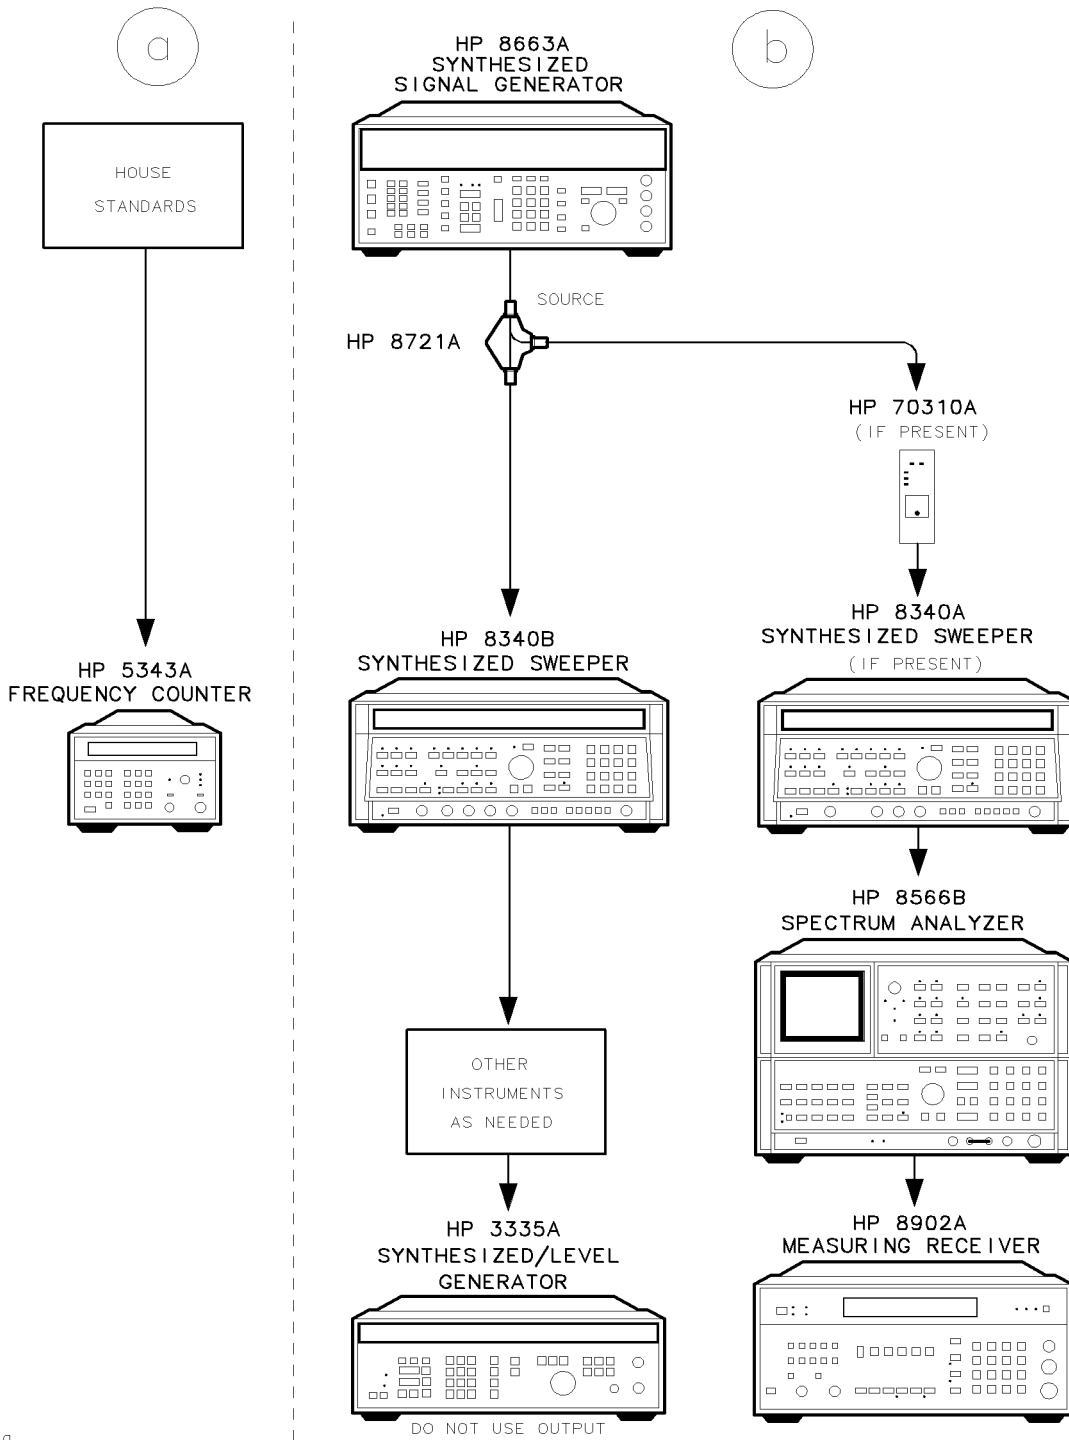 a
HOUSE
STANDARDS
HP 5343A
FREQUENCY COUNTER
b
HP 8663A
SYNTHESIZED
SIGNAL GENERATOR
SOURCE
HP 8721A
HP 8340B
SYNTHESIZED SWEEPER
OTHER
INSTRUMENTS
AS NEEDED
HP 3335A
SYNTHESIZED/LEVEL
GENERATOR
DO NOT USE OUTPUT
HP 70310A
(IF PRESENT)
HP 8340A
SYNTHESIZED SWEEPER
(IF PRESENT)
HP 8566B
SPECTRUM ANALYZER
HP 8902A
MEASURING RECEIVER